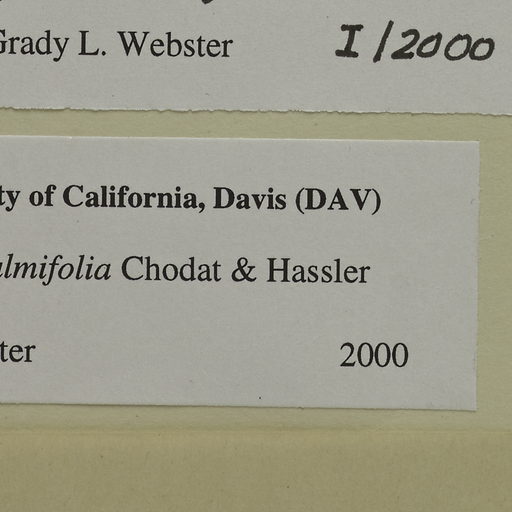 Grady L. Webster I/2000
ty of California, Davis (DAV)
lmifolia Chodat & Hassler
ter 2000